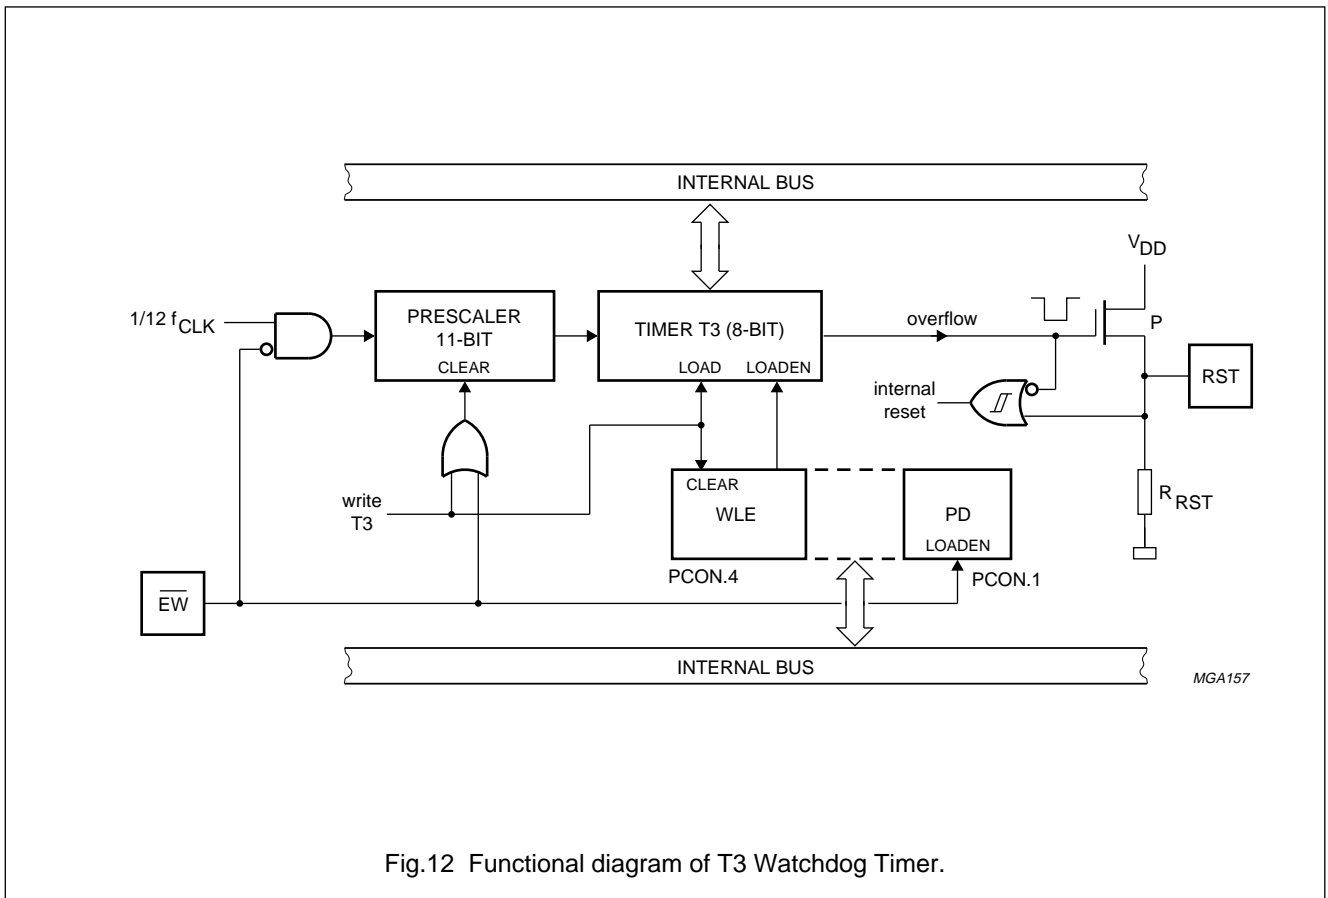 INTERNAL BUS
VDD
1/12 fCLK
PRESCALER
11-BIT
CLEAR
TIMER T3 (8-BIT)
LOAD LOADEN
overflow
P
RST
internal
reset
CLEAR
WLE
PCON.4
PD
LOADEN
PCON.1
RRST
write
T3
EW
INTERNAL BUS
MGA157
Fig.12 Functional diagram of T3 Watchdog Timer.